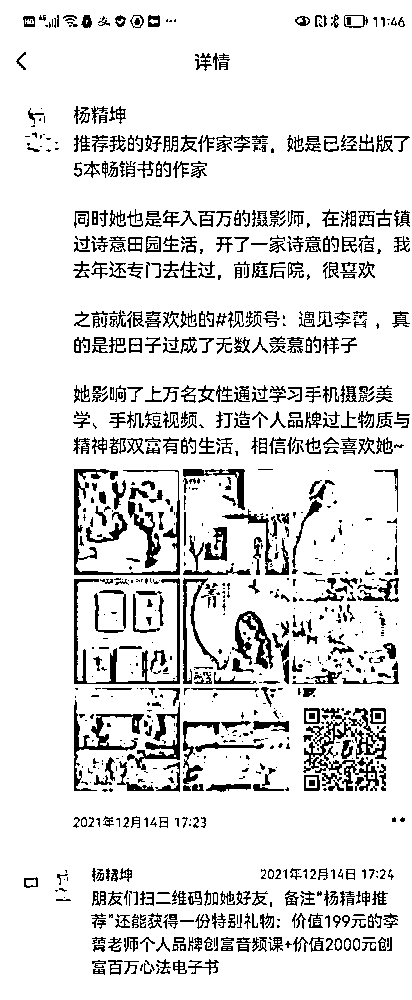 11:46
详情
杨精坤
推荐我的好朋友作家李菁，她是已经出版了
5本畅销书的作家
同时她也是年入百万的摄影师，在湘西古镇
过诗意田园生活，开了一家诗意的民宿，我
去年还专门去住过，前庭后院，很喜欢
之前就很喜欢她的#视频号：遇见李菁 ，真
的是把日子过成了无数人羡慕的样子
她影响了上万名女性通过学习手机摄影美
学、手机短视频、打造个人品牌过上物质与
精神都双富有的生活，相信你也会喜欢她~
2021年12月14日 17:23
杨精坤
2021年12月14日 17:24
朋友们扫二维码加她好友，备注“杨精坤推
荐”还能获得一份特别礼物：价值199元的李
菁老师个人品牌创富音频课+价值2000元创
富百万心法电子书